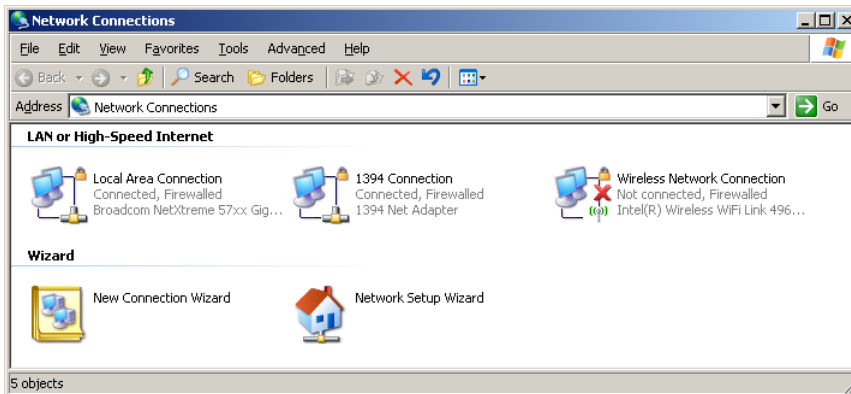 Network Connections
File Edit View Favorites Tools Advanced Help
Back Search Folders
Address Network Connections Go
LAN or High-Speed Internet
Local Area Connection
Connected, Firewalled
Broadcom NetXtreme 57xx Gig...
1394 Connection
Connected, Firewalled
1394 Net Adapter
Wireless Network Connection
Not connected, Firewalled
Intel(R) Wireless WiFi Link 496...
Wizard
New Connection Wizard
Network Setup Wizard
5 objects